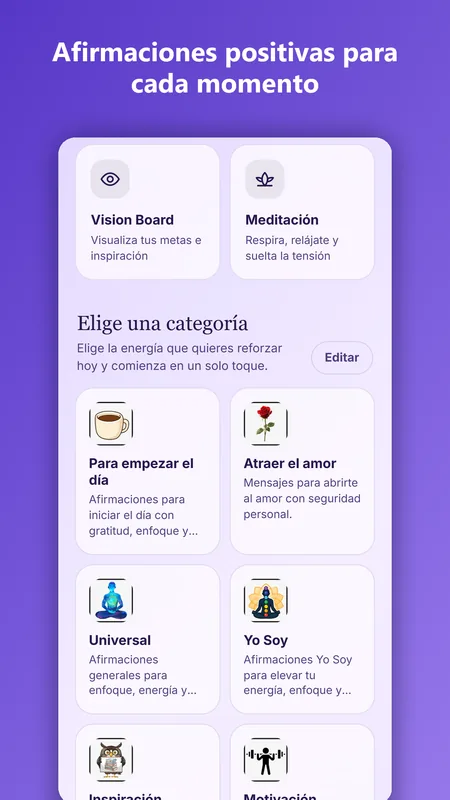 Afirmaciones positivas para
cada momento
Vision Board
Visualiza tus metas e
inspiración
Meditación
Respira, relájate y
suelta la tensión
Elige una categoría
Elige la energía que quieres reforzar
hoy y comienza en un solo toque.
Editar
Para empezar el
día
Afirmaciones para
iniciar el día con
gratitud, enfoque y...
Atraer el amor
Mensajes para abrirte
al amor con seguridad
personal.
Universal
Afirmaciones
generales para
enfoque, energía y...
Yo Soy
Afirmaciones Yo Soy
para elevar tu
energía, enfoque y...
Inspiración
Motivación